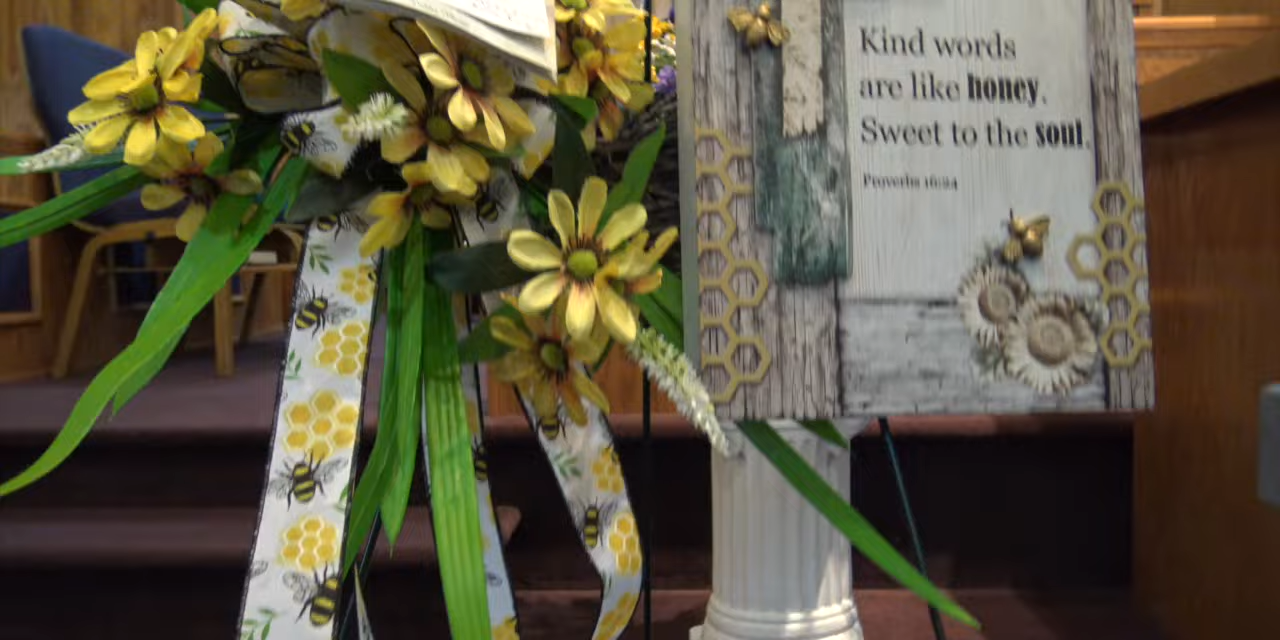 Kind words
are like honey.
Sweet to the soul.
Proverbs 16:24